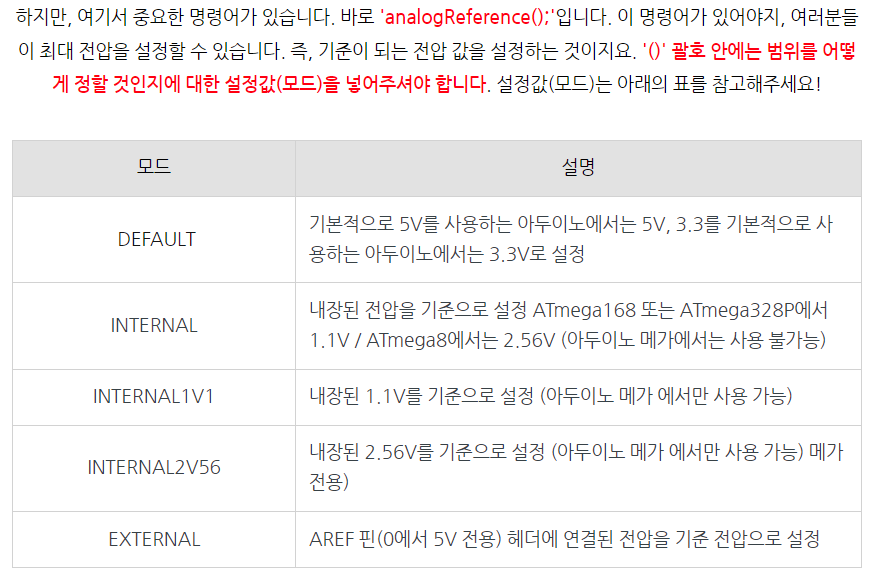 하지만, 여기서 중요한 명령어가 있습니다. 바로 'analogReference();'입니다. 이 명령어가 있어야지, 여러분들
이 최대 전압을 설정할 수 있습니다. 즉, 기준이 되는 전압 값을 설정하는 것이지요. '()' 괄호 안에는 범위를 어떻
게 정할 것인지에 대한 설정값(모드)을 넣어주셔야 합니다. 설정값(모드)는 아래의 표를 참고해주세요!
모드 설명
DEFAULT
기본적으로 5V를 사용하는 아두이노에서는 5V, 3.3를 기본적으로 사
용하는 아두이노에서는 3.3V로 설정
INTERNAL
내장된 전압을 기준으로 설정 ATmega168 또는 ATmega328P에서
1.1V / ATmega8에서는 2.56V (아두이노 메가에서는 사용 불가능)
INTERNAL1V1 내장된 1.1V를 기준으로 설정 (아두이노 메가 에서만 사용 가능)
INTERNAL2V56
내장된 2.56V를 기준으로 설정 (아두이노 메가 에서만 사용 가능) 메가
전용)
EXTERNAL AREF 핀(0에서 5V 전용) 헤더에 연결된 전압을 기준 전압으로 설정